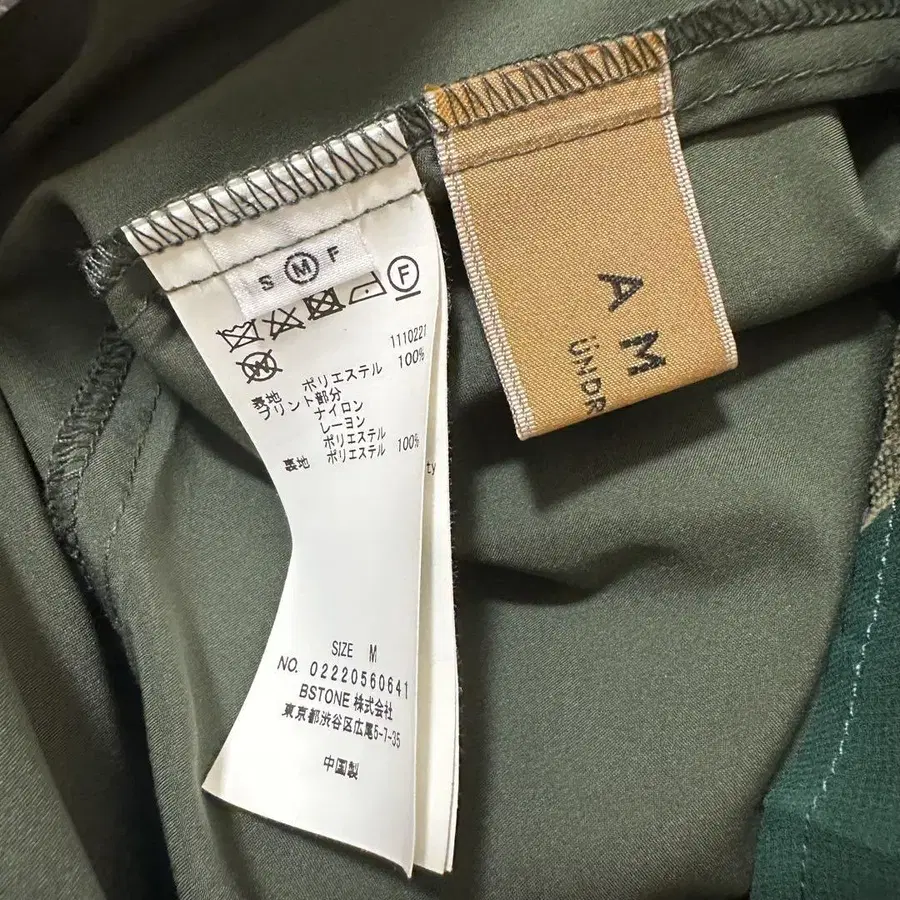 S M F
F
W
1110221
表地 ポリエステル 100%
プリント部分
ナイロン
レーヨン
ポリエステル
裏地 ポリエステル 100%
ty
SIZE M
NO. 02220560641
BSTONE 株式会社
東京都渋谷区広尾5-7-35
中国製
A M
ÜNDR